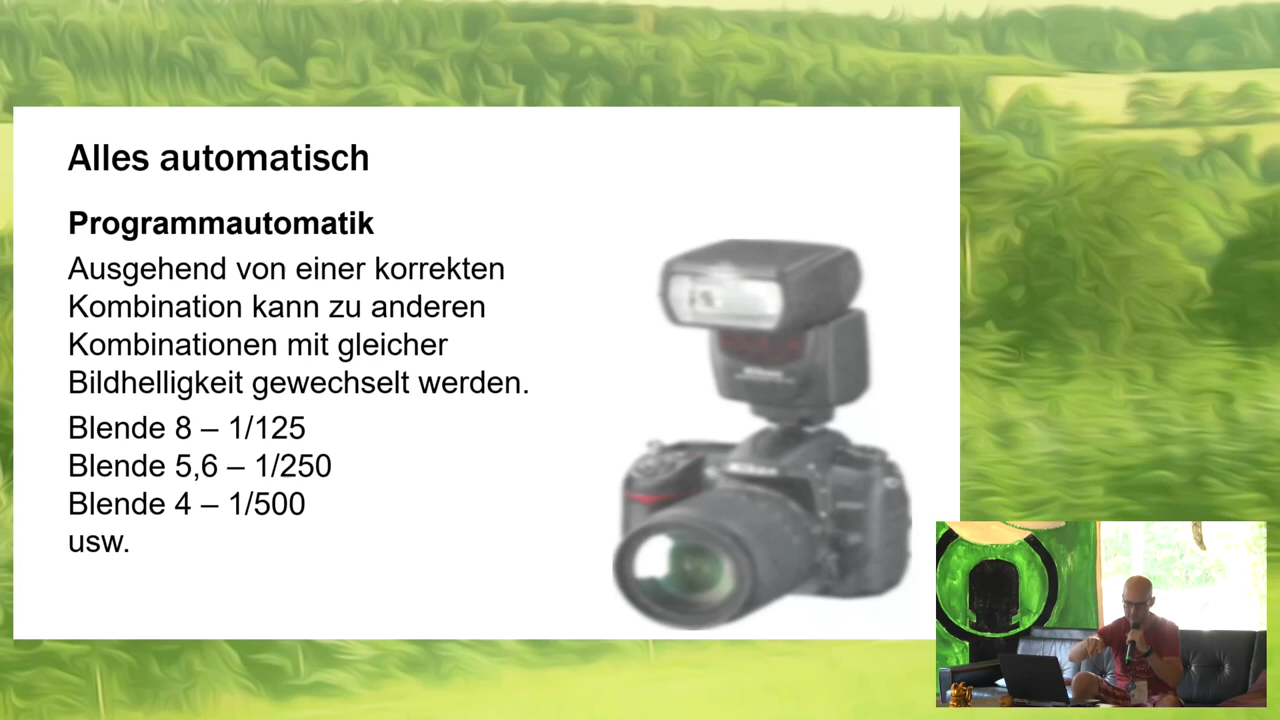 Alles automatisch
Programmautomatik
Ausgehend von einer korrekten
Kombination kann zu anderen
Kombinationen mit gleicher
Bildhelligkeit gewechselt werden.
Blende 8 – 1/125
Blende 5,6 – 1/250
Blende 4 – 1/500
usw.